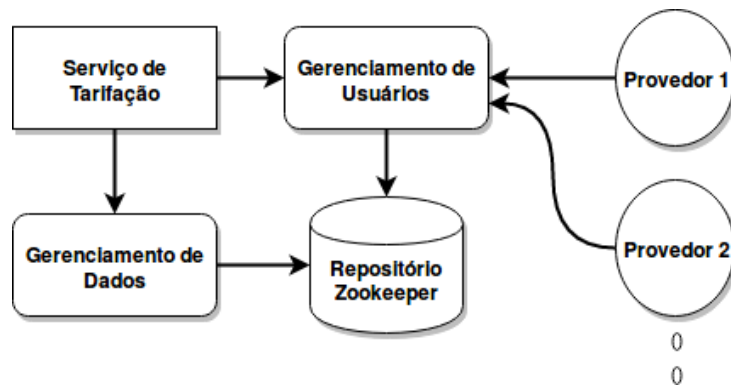 Serviço de
Tarifação
Gerenciamento de
Usuários
Provedor 1
Gerenciamento de
Dados
Repositório
Zookeeper
Provedor 2
0
0